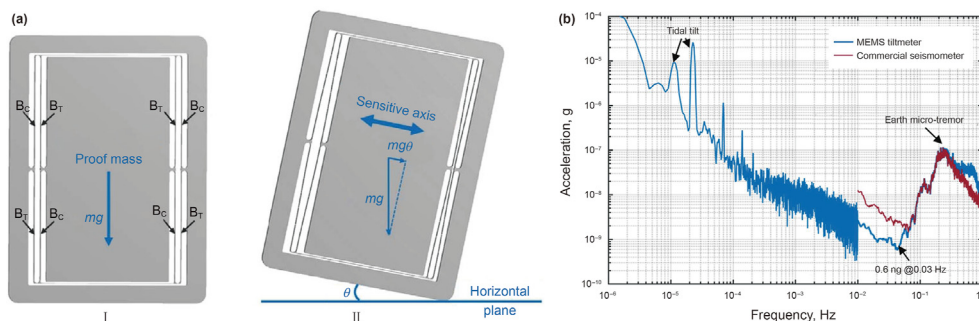 (a)
B_C B_T
B_T B_C
Proof mass
mg
B_T B_C
B_C B_T
I
Sensitive axis
mgθ
mg
θ
Horizontal
plane
II
(b)
Acceleration, g
10⁻⁴
10⁻⁵
10⁻⁶
10⁻⁷
10⁻⁸
10⁻⁹
10⁻¹⁰
Tidal tilt
MEMS tiltmeter
Commercial seismometer
Earth micro-tremor
0.6 ng @0.03 Hz
10⁻⁶ 10⁻⁵ 10⁻⁴ 10⁻³ 10⁻² 10⁻¹
Frequency, Hz